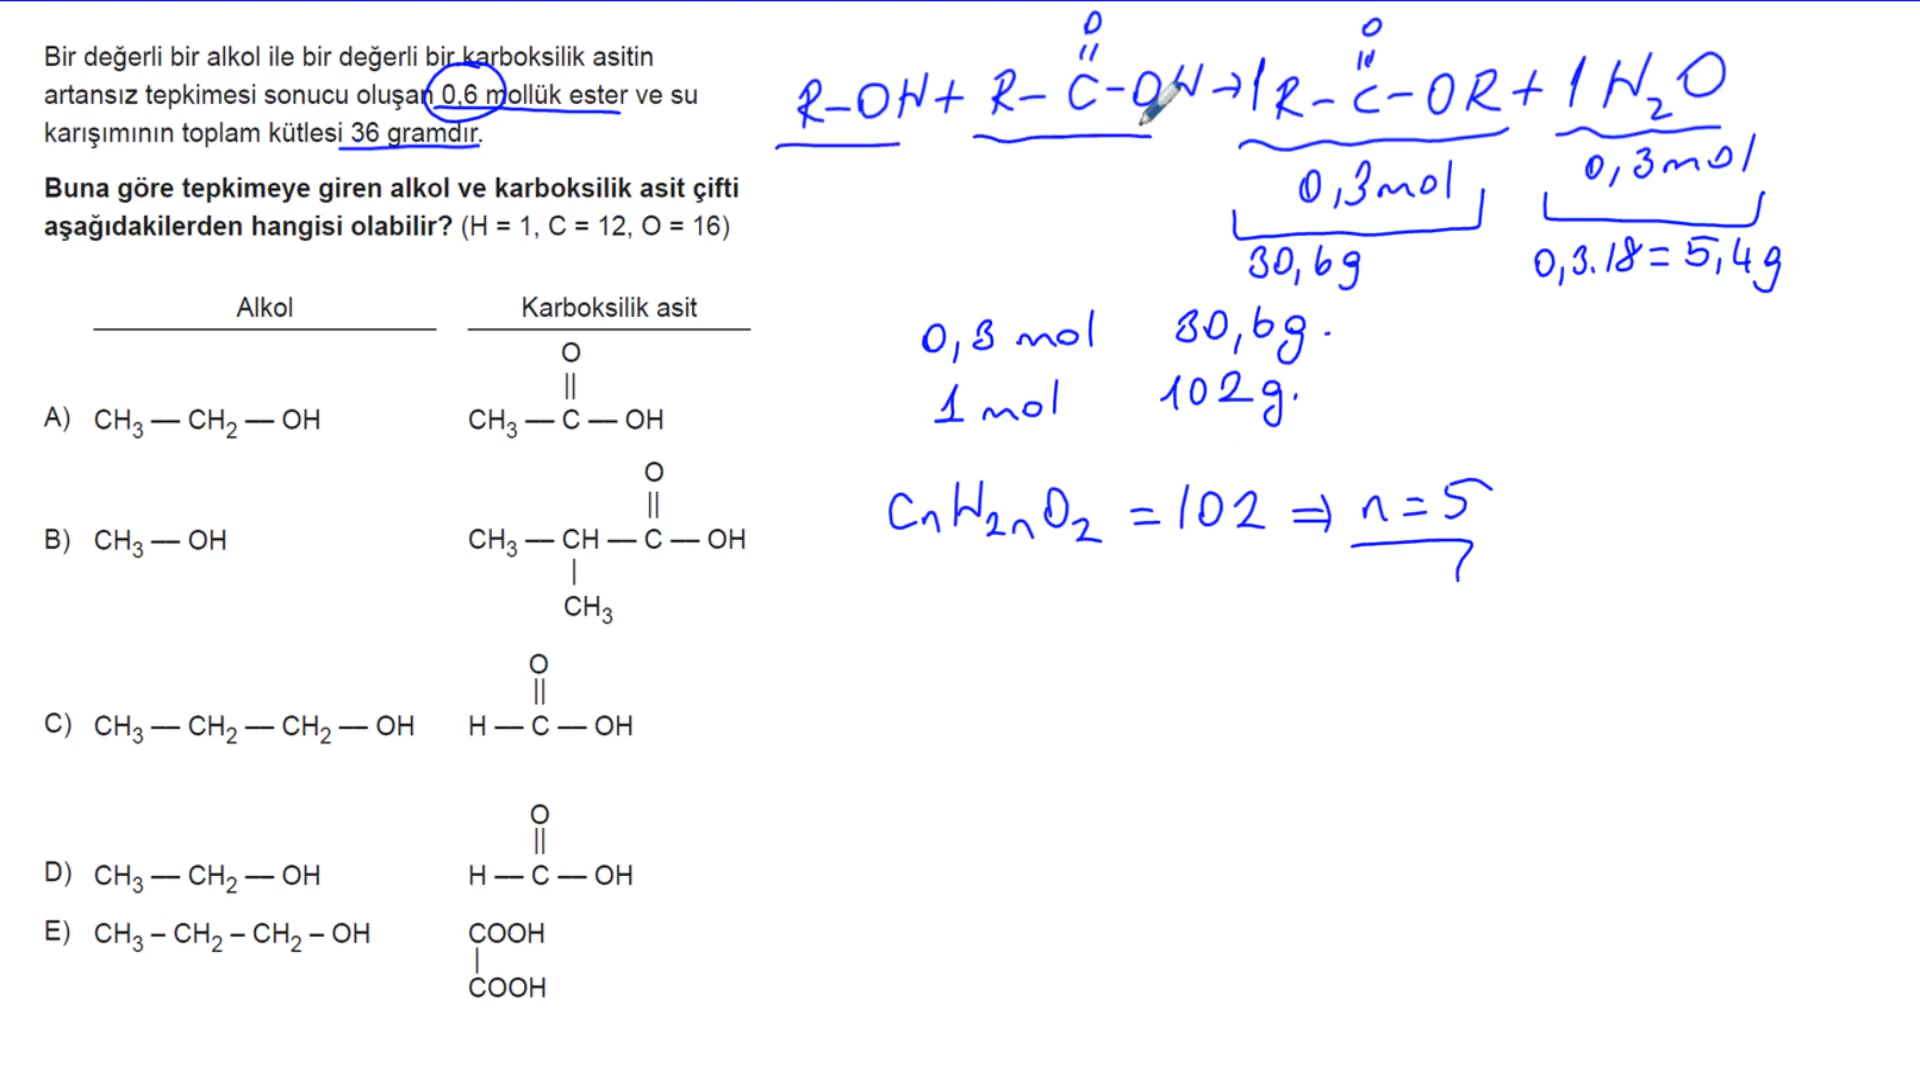 Bir değerli bir alkol ile bir değerli bir karboksilik asitin
artansız tepkimesi sonucu oluşan 0,6 mollük ester ve su
karışımının toplam kütlesi 36 gramdır.
Buna göre tepkimeye giren alkol ve karboksilik asit çifti
aşağıdakilerden hangisi olabilir? (H = 1, C = 12, O = 16)
Alkol Karboksilik asit
O
||
A) CH₃ — CH₂ — OH CH₃ — C — OH
O
||
B) CH₃ — OH CH₃ — CH — C — OH
|
CH₃
O
||
C) CH₃ — CH₂ — CH₂ — OH H — C — OH
O
||
D) CH₃ — CH₂ — OH H — C — OH
E) CH₃ – CH₂ – CH₂ – OH COOH
|
COOH
O O
|| ||
R-OH + R-C-OH → 1 R-C-OR + 1 H₂O
0,3 mol 0,3 mol
30,6g 0,3.18 = 5,4g
0,3 mol 30,6g.
1 mol 102g.
CnH2nO2 = 102 ⇒ n = 5